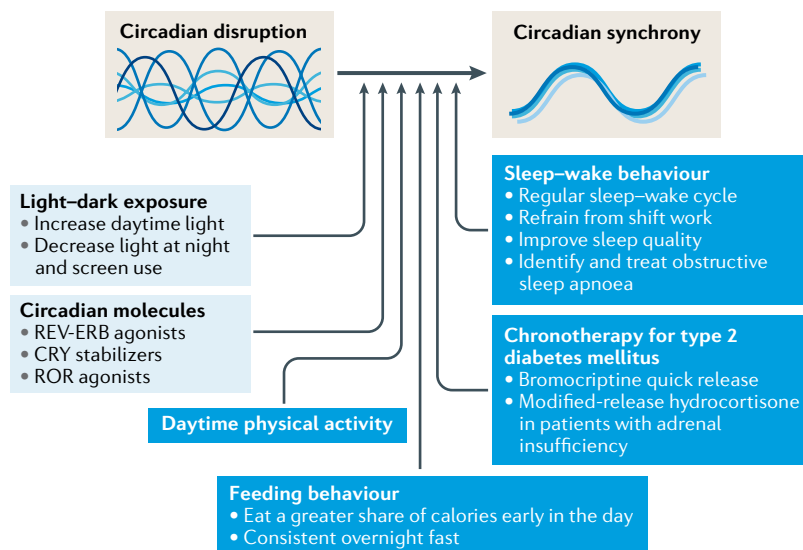 Circadian disruption
Circadian synchrony
Light–dark exposure
• Increase daytime light
• Decrease light at night
and screen use
Circadian molecules
• REV-ERB agonists
• CRY stabilizers
• ROR agonists
Daytime physical activity
Feeding behaviour
• Eat a greater share of calories early in the day
• Consistent overnight fast
Sleep–wake behaviour
• Regular sleep–wake cycle
• Refrain from shift work
• Improve sleep quality
• Identify and treat obstructive
sleep apnoea
Chronotherapy for type 2
diabetes mellitus
• Bromocriptine quick release
• Modified-release hydrocortisone
in patients with adrenal
insufficiency